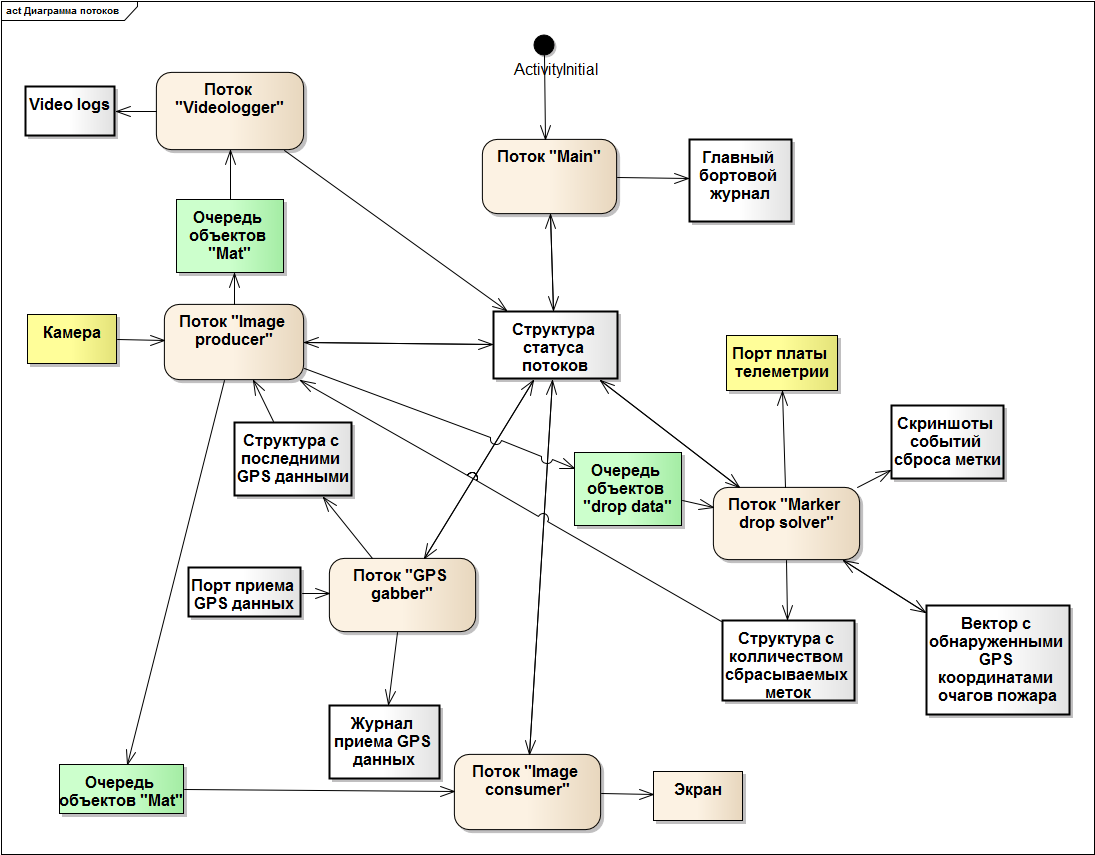 act Диаграмма потоков
ActivityInitial
Поток
"Videologger"
Video logs
Поток "Main"
Главный
бортовой
журнал
Очередь
объектов
"Mat"
Камера
Поток "Image
producer"
Структура
статуса
потоков
Порт платы
телеметрии
Скриншоты
событий
сброса метки
Структура с
последними
GPS данными
Очередь
объектов
"drop data"
Поток "Marker
drop solver"
Порт приема
GPS данных
Поток "GPS
gabber"
Структура с
колличеством
сбрасываемых
меток
Вектор с
обнаруженными
GPS
координатами
очагов пожара
Журнал
приема GPS
данных
Очередь
объектов "Mat"
Поток "Image
consumer"
Экран